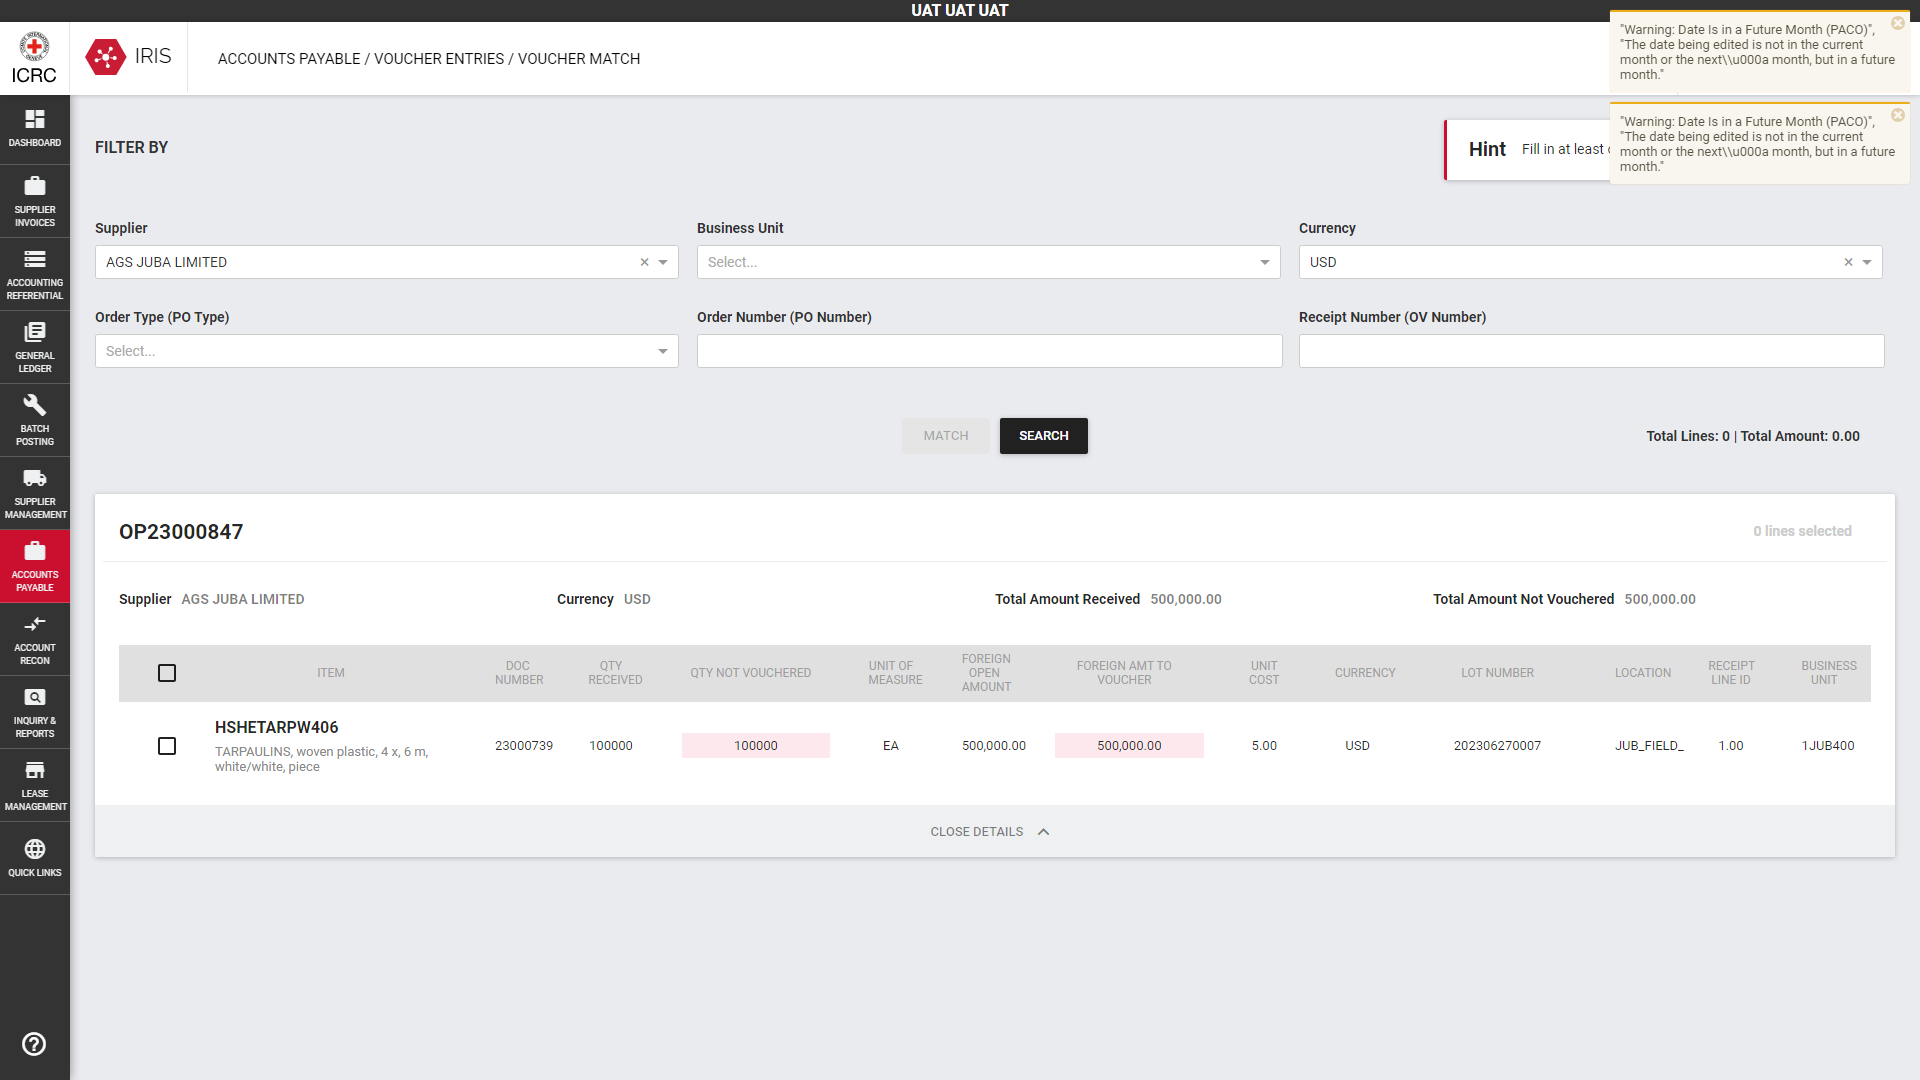 UAT UAT UAT
ICRC
IRIS
ACCOUNTS PAYABLE / VOUCHER ENTRIES / VOUCHER MATCH
"Warning: Date Is in a Future Month (PACO)",
"The date being edited is not in the current
month or the next\\u000a month, but in a future
month."
"Warning: Date Is in a Future Month (PACO)",
"The date being edited is not in the current
month or the next\\u000a month, but in a future
month."
DASHBOARD
SUPPLIER
INVOICES
ACCOUNTING
REFERENTIAL
GENERAL
LEDGER
BATCH
POSTING
SUPPLIER
MANAGEMENT
ACCOUNTS
PAYABLE
ACCOUNT
RECON
INQUIRY &
REPORTS
LEASE
MANAGEMENT
QUICK LINKS
FILTER BY
Hint Fill in at least
Supplier
AGS JUBA LIMITED
Business Unit
Select...
Currency
USD
Order Type (PO Type)
Select...
Order Number (PO Number)
Receipt Number (OV Number)
MATCH
SEARCH
Total Lines: 0 | Total Amount: 0.00
OP23000847
0 lines selected
Supplier AGS JUBA LIMITED
Currency USD
Total Amount Received 500,000.00
Total Amount Not Vouchered 500,000.00
ITEM
DOC
NUMBER
QTY
RECEIVED
QTY NOT VOUCHERED
UNIT OF
MEASURE
FOREIGN
OPEN
AMOUNT
FOREIGN AMT TO
VOUCHER
UNIT
COST
CURRENCY
LOT NUMBER
LOCATION
RECEIPT
LINE ID
BUSINESS
UNIT
HSHETARPW406
TARPAULINS, woven plastic, 4 x, 6 m,
white/white, piece
23000739
100000
100000
EA
500,000.00
500,000.00
5.00
USD
202306270007
JUB_FIELD_
1.00
1JUB400
CLOSE DETAILS